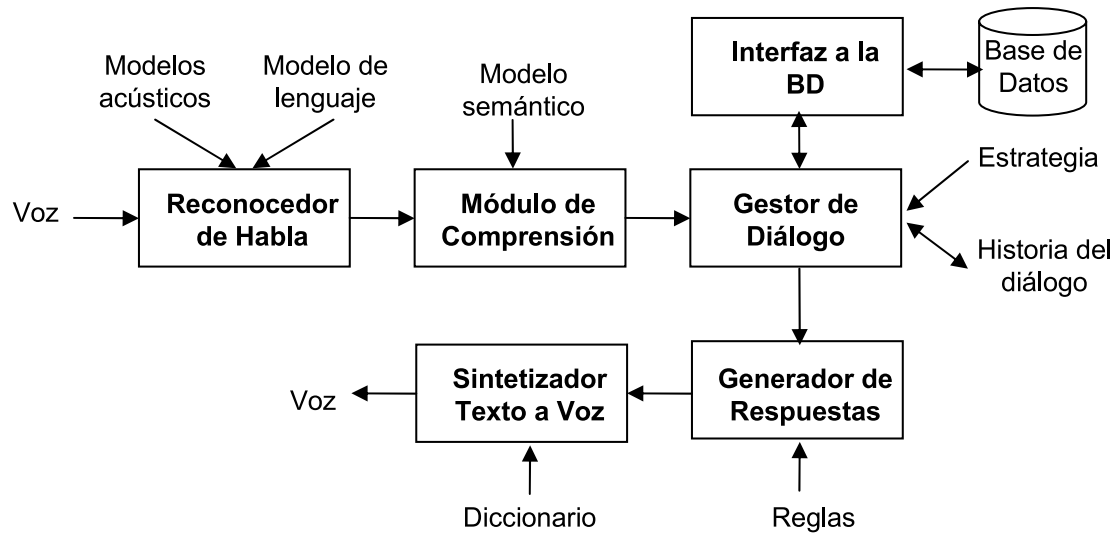 Modelos
acústicos
Modelo de
lenguaje
Modelo
semántico
Interfaz a la
BD
Base de
Datos
Voz
Reconocedor
de Habla
Módulo de
Comprensión
Gestor de
Diálogo
Estrategia
Historia del
diálogo
Voz
Sintetizador
Texto a Voz
Generador de
Respuestas
Diccionario
Reglas